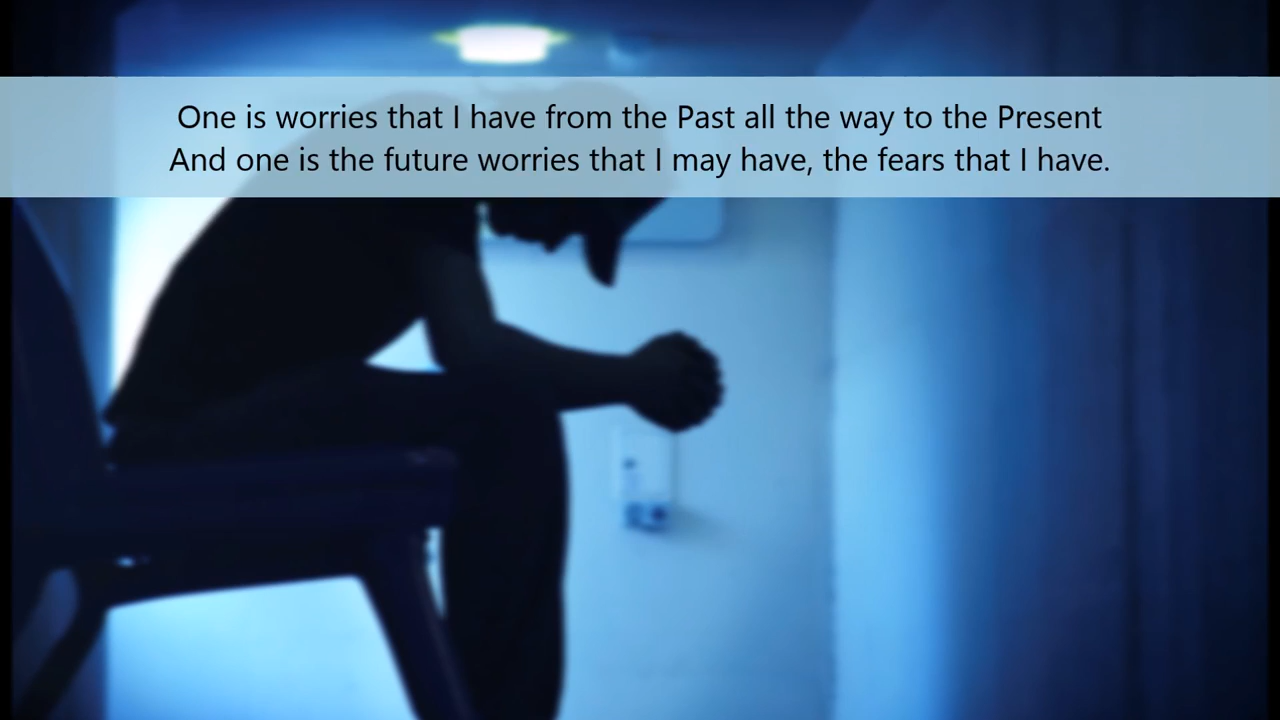 One is worries that I have from the Past all the way to the Present
And one is the future worries that I may have, the fears that I have.